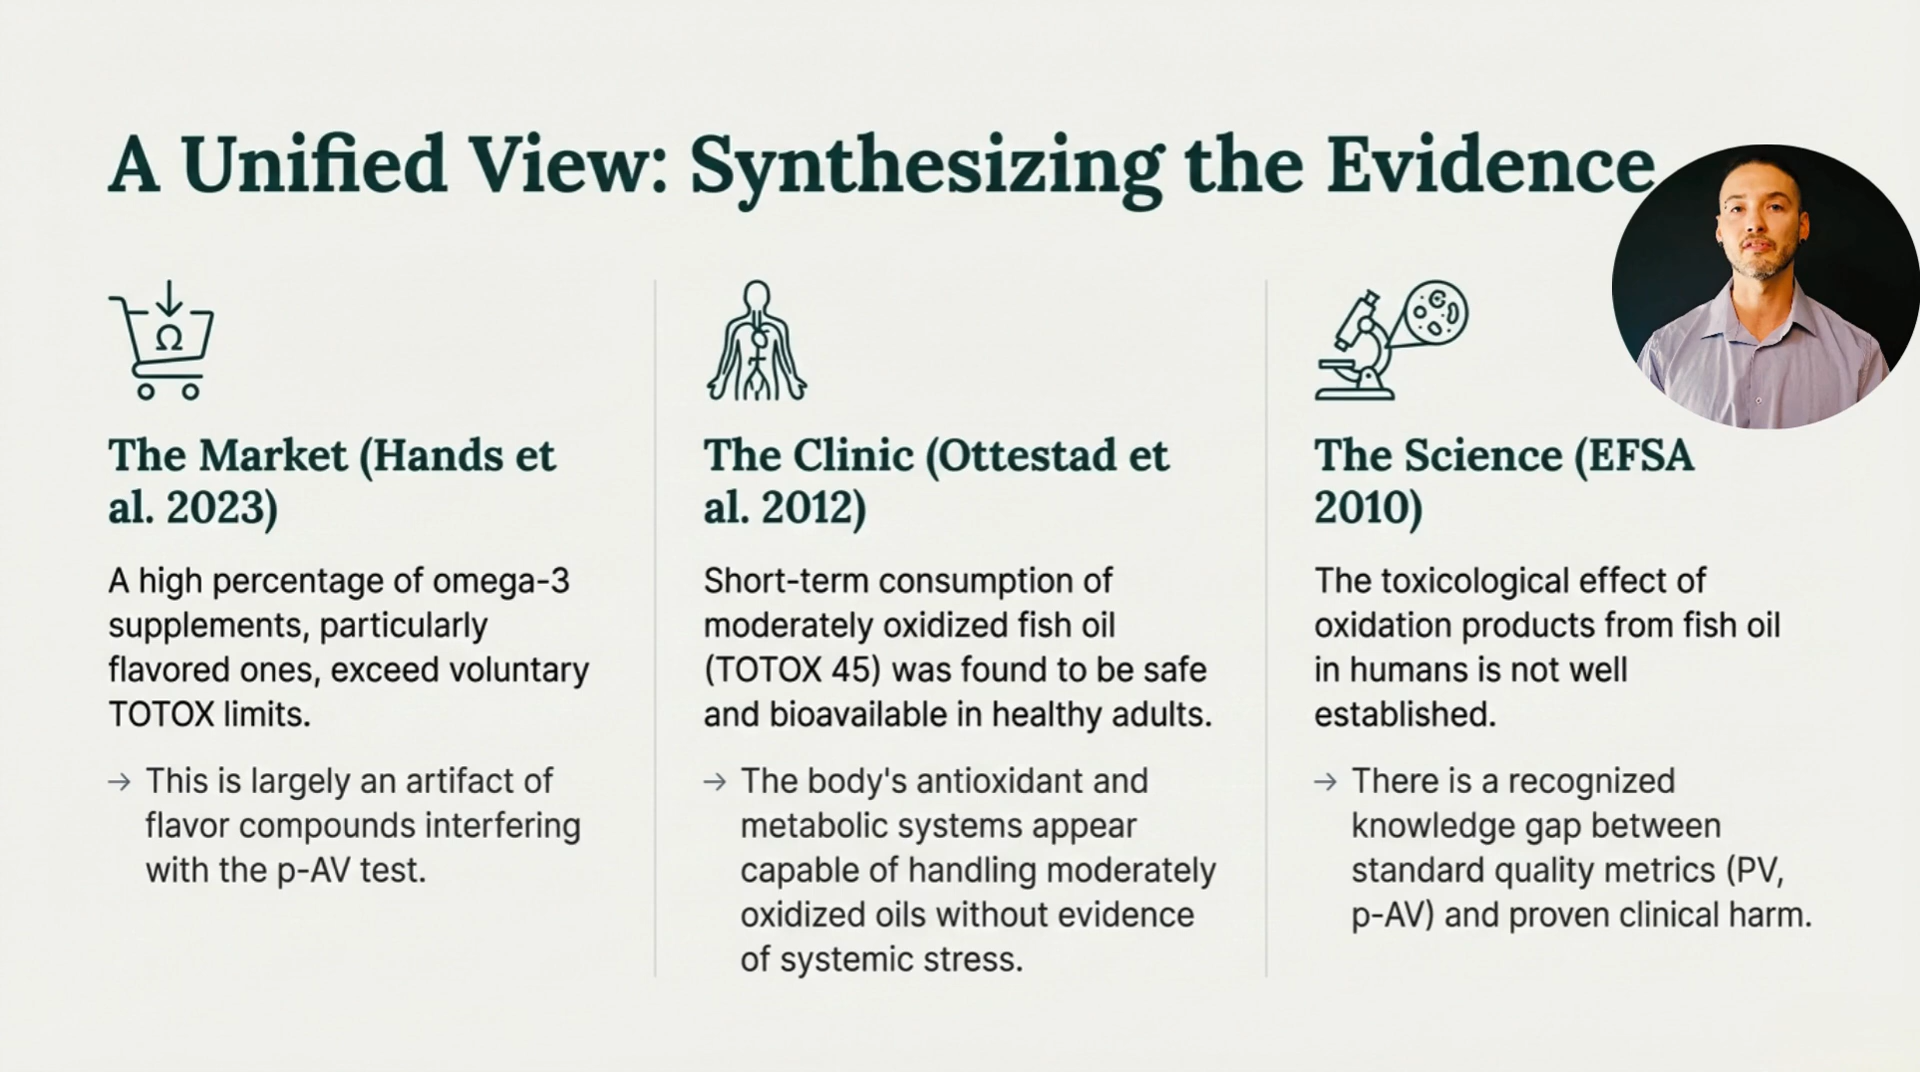 A Unified View: Synthesizing the Evidence
Ω
The Market (Hands et
al. 2023)
A high percentage of omega-3
supplements, particularly
flavored ones, exceed voluntary
TOTOX limits.
→ This is largely an artifact of
flavor compounds interfering
with the p-AV test.
The Clinic (Ottestad et
al. 2012)
Short-term consumption of
moderately oxidized fish oil
(TOTOX 45) was found to be safe
and bioavailable in healthy adults.
→ The body's antioxidant and
metabolic systems appear
capable of handling moderately
oxidized oils without evidence
of systemic stress.
The Science (EFSA
2010)
The toxicological effect of
oxidation products from fish oil
in humans is not well
established.
→ There is a recognized
knowledge gap between
standard quality metrics (PV,
p-AV) and proven clinical harm.